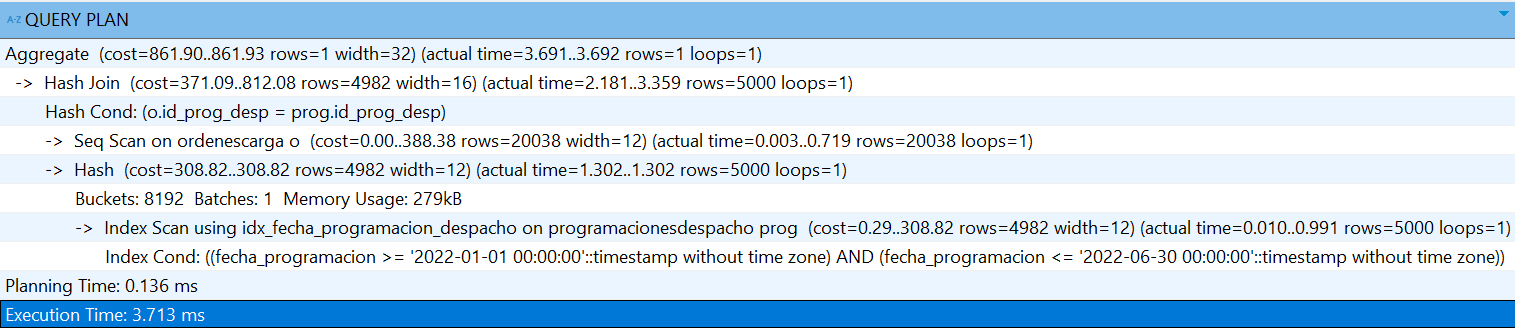 A-Z QUERY PLAN
Aggregate  (cost=861.90..861.93 rows=1 width=32) (actual time=3.691..3.692 rows=1 loops=1)
->  Hash Join  (cost=371.09..812.08 rows=4982 width=16) (actual time=2.181..3.359 rows=5000 loops=1)
Hash Cond: (o.id_prog_desp = prog.id_prog_desp)
->  Seq Scan on ordenescarga o  (cost=0.00..388.38 rows=20038 width=12) (actual time=0.003..0.719 rows=20038 loops=1)
->  Hash  (cost=308.82..308.82 rows=4982 width=12) (actual time=1.302..1.302 rows=5000 loops=1)
Buckets: 8192  Batches: 1  Memory Usage: 279kB
->  Index Scan using idx_fecha_programacion_despacho on programacionesdespacho prog  (cost=0.29..308.82 rows=4982 width=12) (actual time=0.010..0.991 rows=5000 loops=1)
Index Cond: ((fecha_programacion >= '2022-01-01 00:00:00'::timestamp without time zone) AND (fecha_programacion <= '2022-06-30 00:00:00'::timestamp without time zone))
Planning Time: 0.136 ms
Execution Time: 3.713 ms